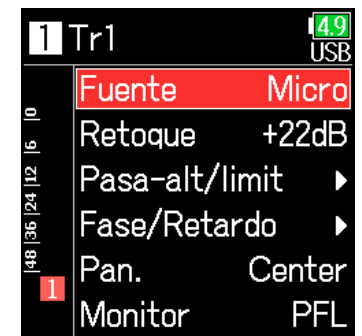 1 Tr1 4.9
USB
Fuente Micro
Retoque +22dB
Pasa-alt/limit
Fase/Retardo
Pan. Center
Monitor PFL
|48 |36 |24 |12 |6 |0
1